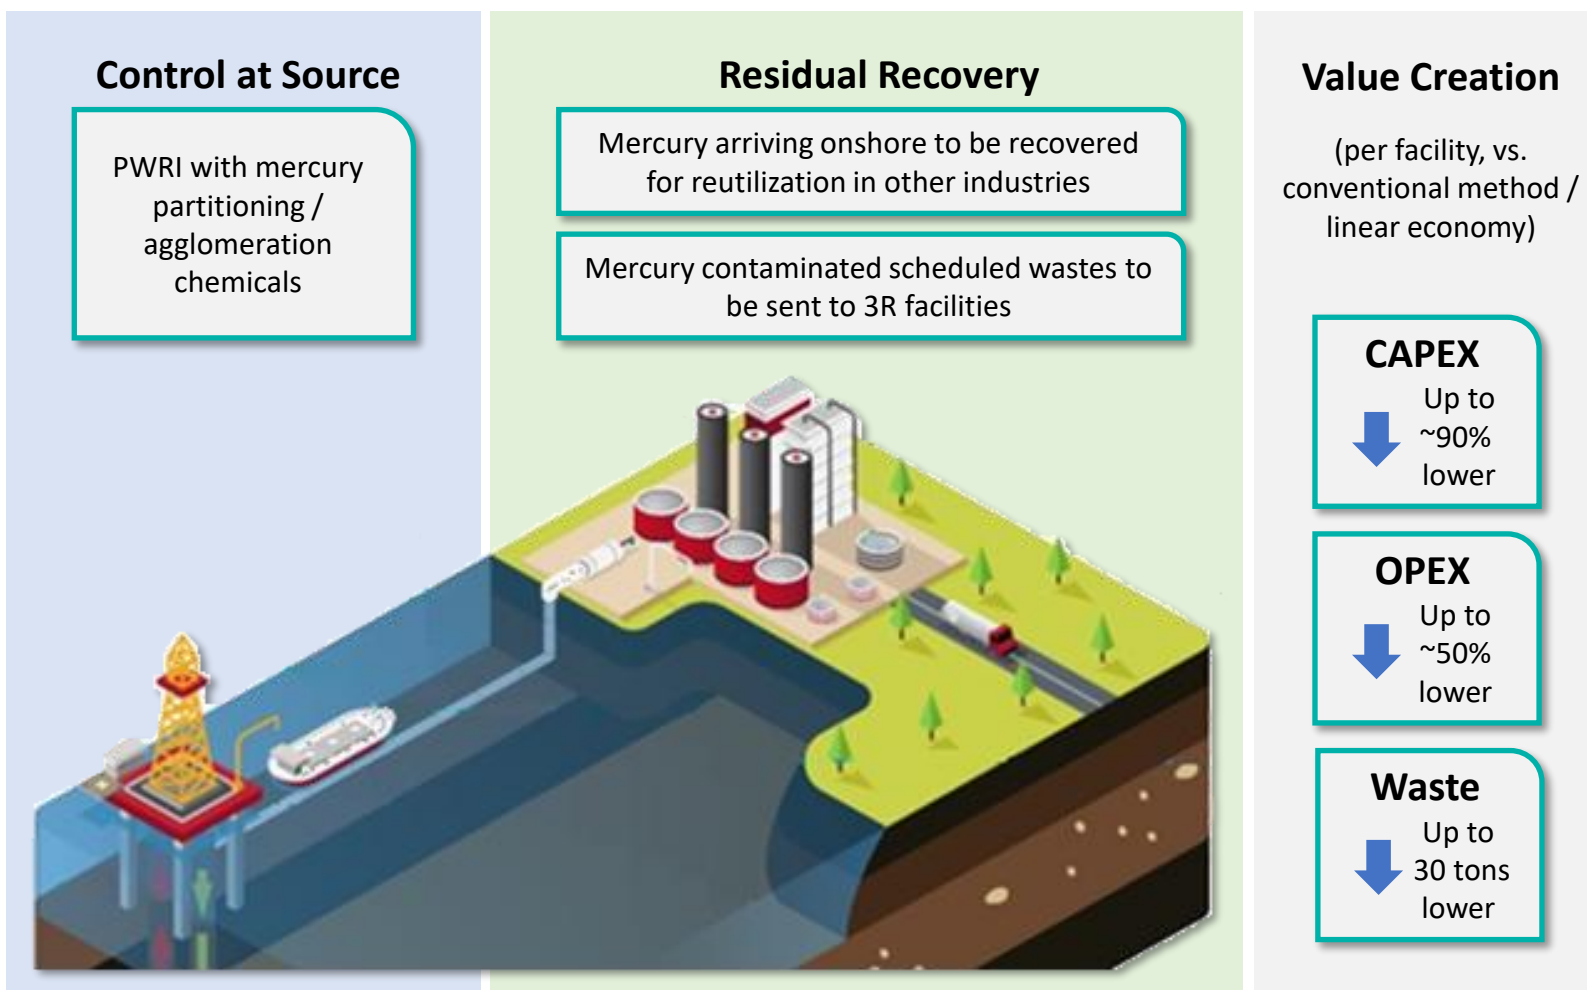 Control at Source
PWRI with mercury
partitioning /
agglomeration
chemicals
Residual Recovery
Mercury arriving onshore to be recovered
for reutilization in other industries
Mercury contaminated scheduled wastes to
be sent to 3R facilities
Value Creation
(per facility, vs.
conventional method /
linear economy)
CAPEX
Up to
~90%
lower
OPEX
Up to
~50%
lower
Waste
Up to
30 tons
lower